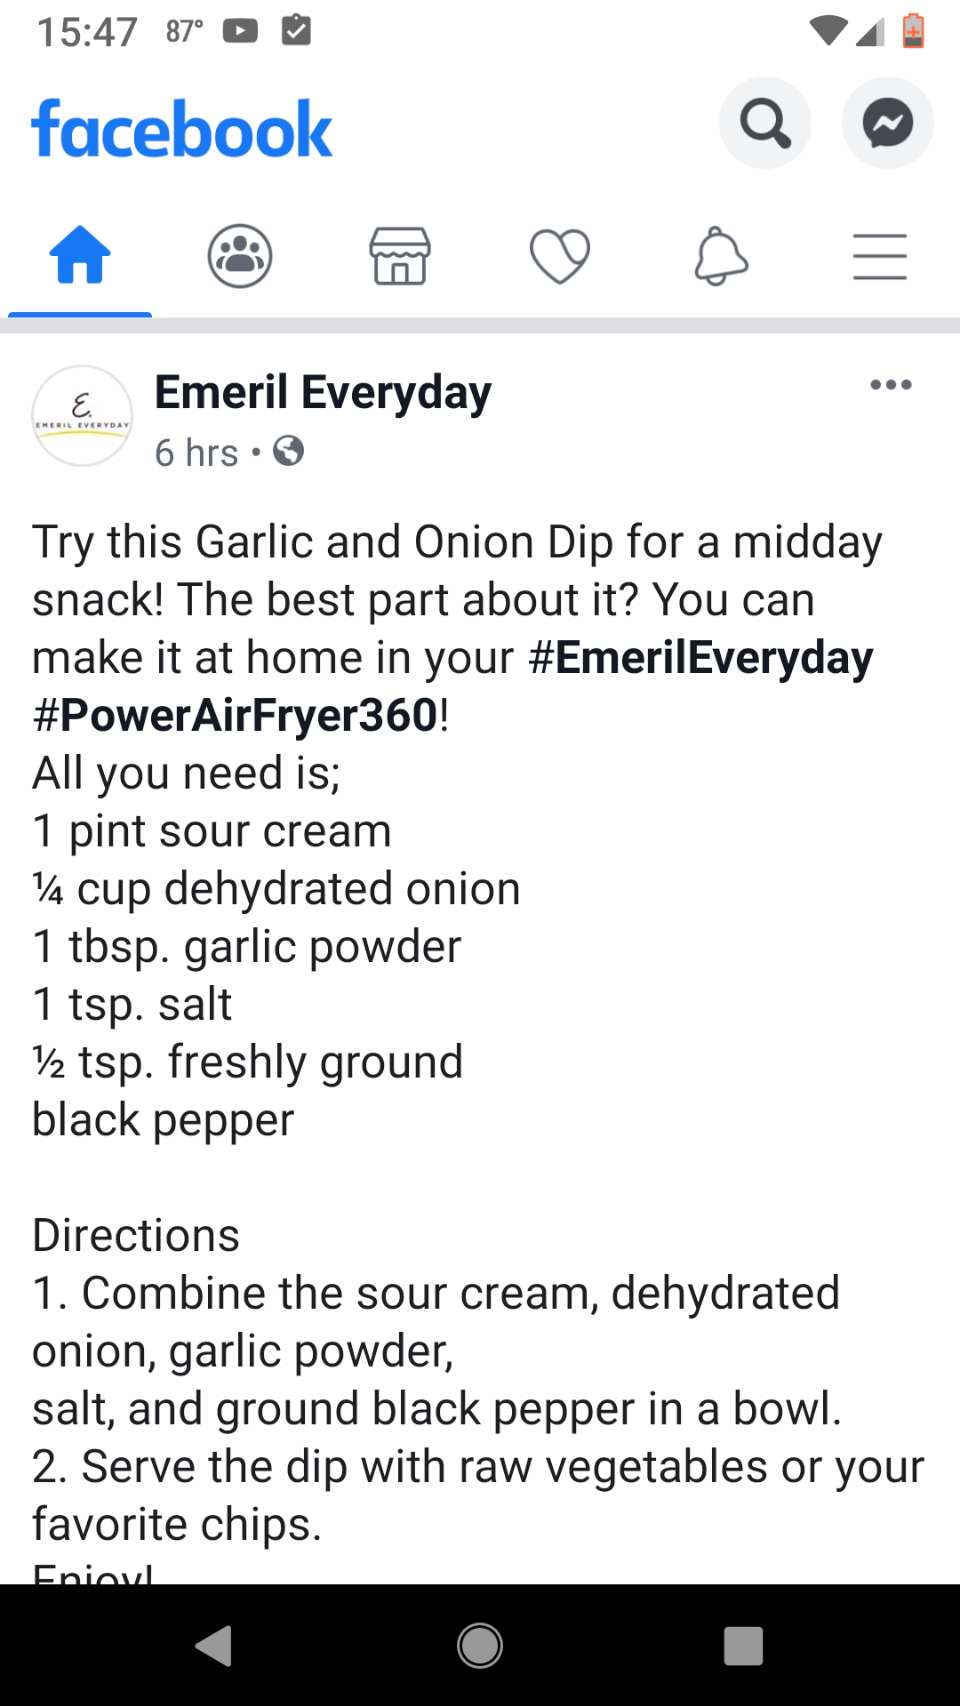 15:47 87°
facebook
E.
EMERIL EVERYDAY
Emeril Everyday
6 hrs •
Try this Garlic and Onion Dip for a midday
snack! The best part about it? You can
make it at home in your #EmerilEveryday
#PowerAirFryer360!
All you need is;
1 pint sour cream
¼ cup dehydrated onion
1 tbsp. garlic powder
1 tsp. salt
½ tsp. freshly ground
black pepper
Directions
1. Combine the sour cream, dehydrated
onion, garlic powder,
salt, and ground black pepper in a bowl.
2. Serve the dip with raw vegetables or your
favorite chips.
Enjoy!